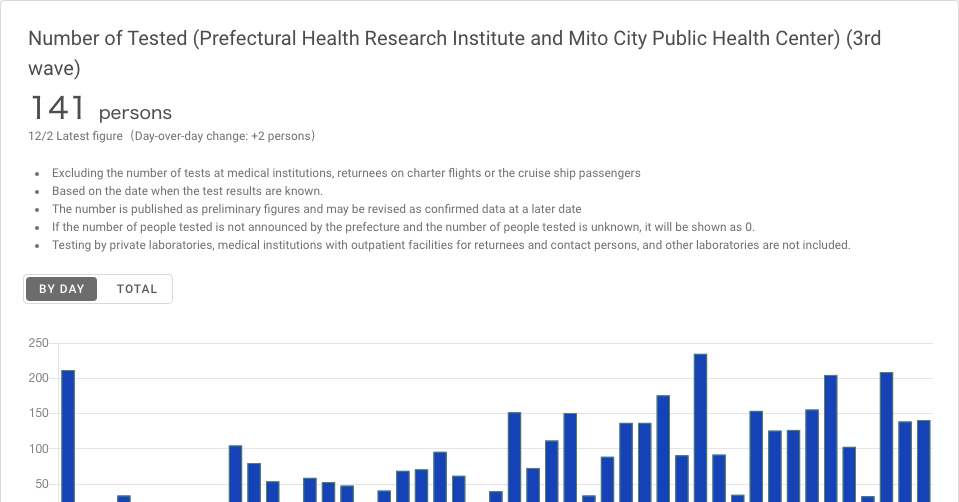 Number of Tested (Prefectural Health Research Institute and Mito City Public Health Center) (3rd
wave)
141 persons
12/2 Latest figure（Day-over-day change: +2 persons）
• Excluding the number of tests at medical institutions, returnees on charter flights or the cruise ship passengers
• Based on the date when the test results are known.
• The number is published as preliminary figures and may be revised as confirmed data at a later date
• If the number of people tested is not announced by the prefecture and the number of people tested is unknown, it will be shown as 0.
• Testing by private laboratories, medical institutions with outpatient facilities for returnees and contact persons, and other laboratories are not included.
BY DAY TOTAL
250
200
150
100
50